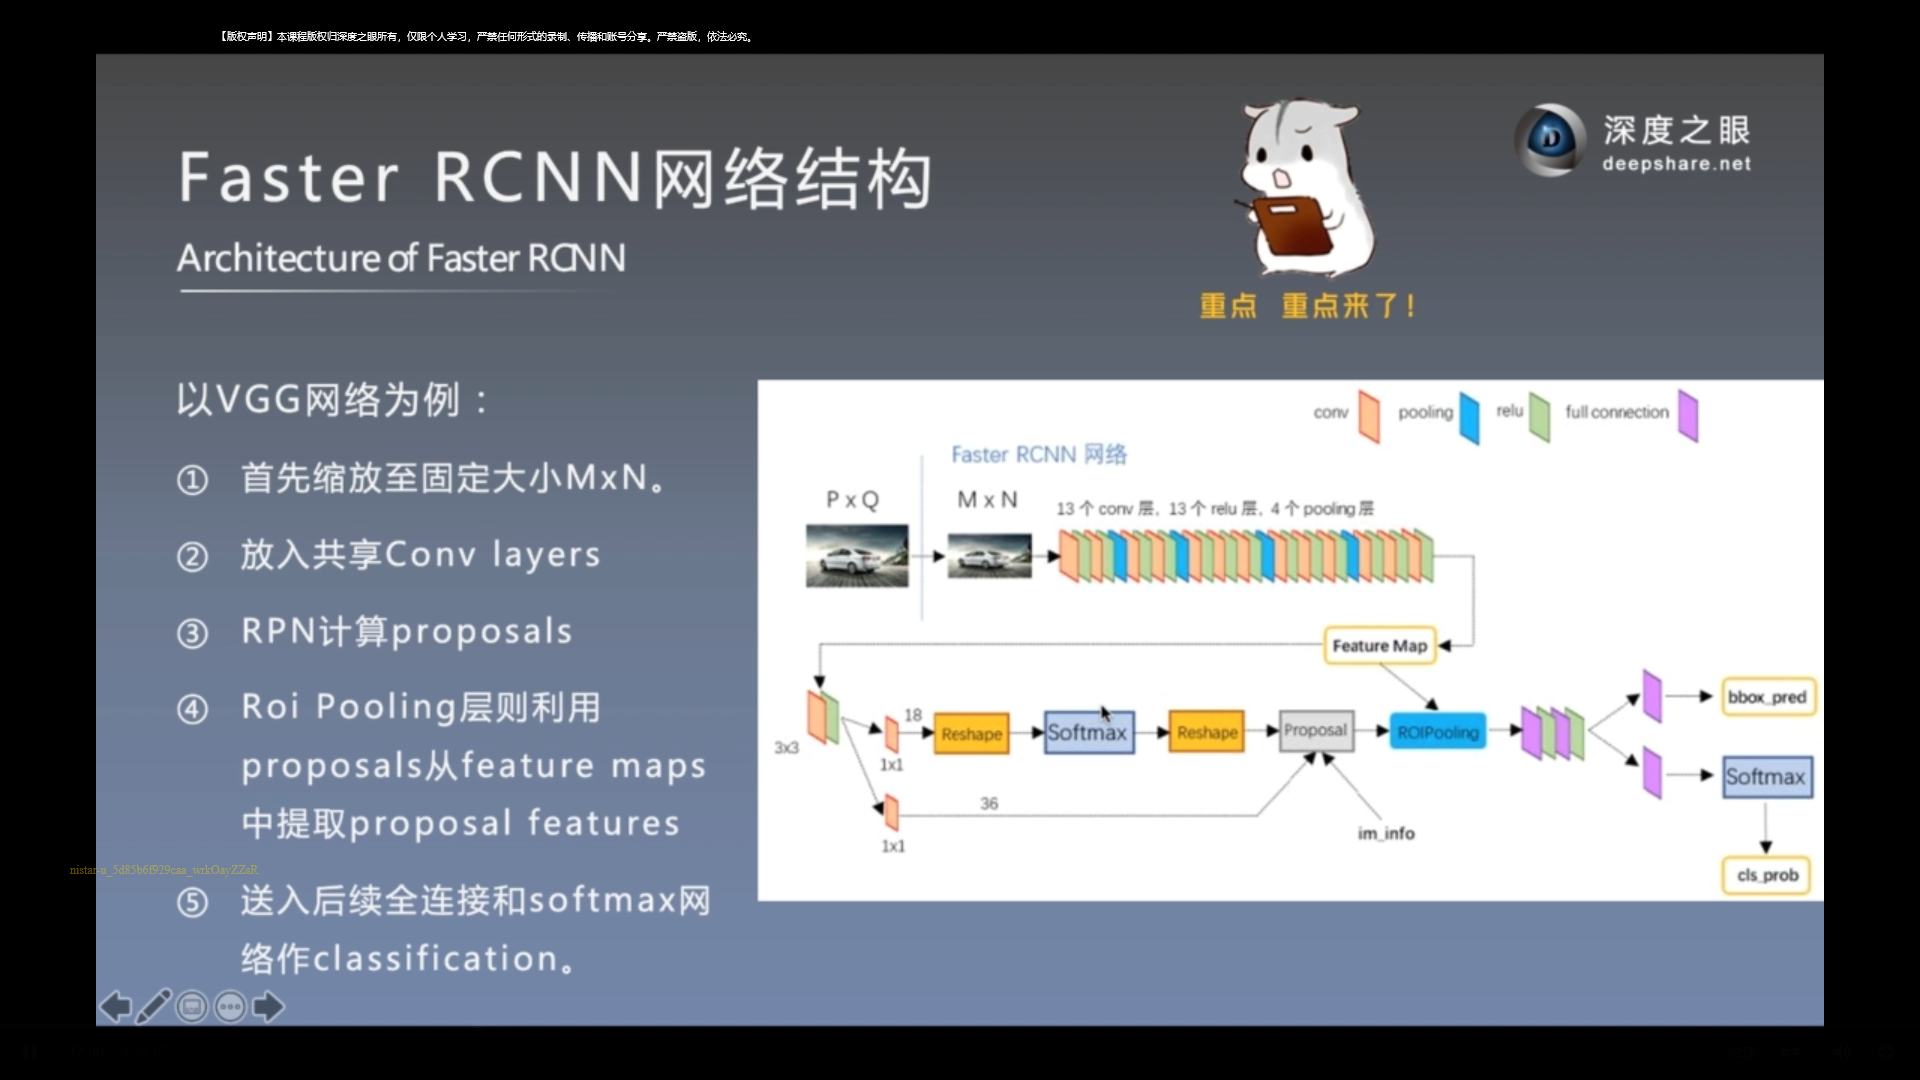 【版权声明】本课程版权归深度之眼所有，仅限个人学习，严禁任何形式的录制、传播和账号分享。严禁盗版，依法必究。
深度之眼
deepshare.net
Faster RCNN网络结构
Architecture of Faster RCNN
重点 重点来了！
以VGG网络为例：
① 首先缩放至固定大小MxN。
② 放入共享Conv layers
③ RPN计算proposals
④ Roi Pooling层则利用
proposals从feature maps
中提取proposal features
⑤ 送入后续全连接和softmax网
络作classification。
conv pooling relu full connection
Faster RCNN 网络
P x Q
M x N
13 个 conv 层, 13 个 relu 层, 4 个 pooling 层
Feature Map
3x3
18
1x1
Reshape
Softmax
Reshape
Proposal
ROIPooling
bbox_pred
Softmax
36
1x1
im_info
cls_prob